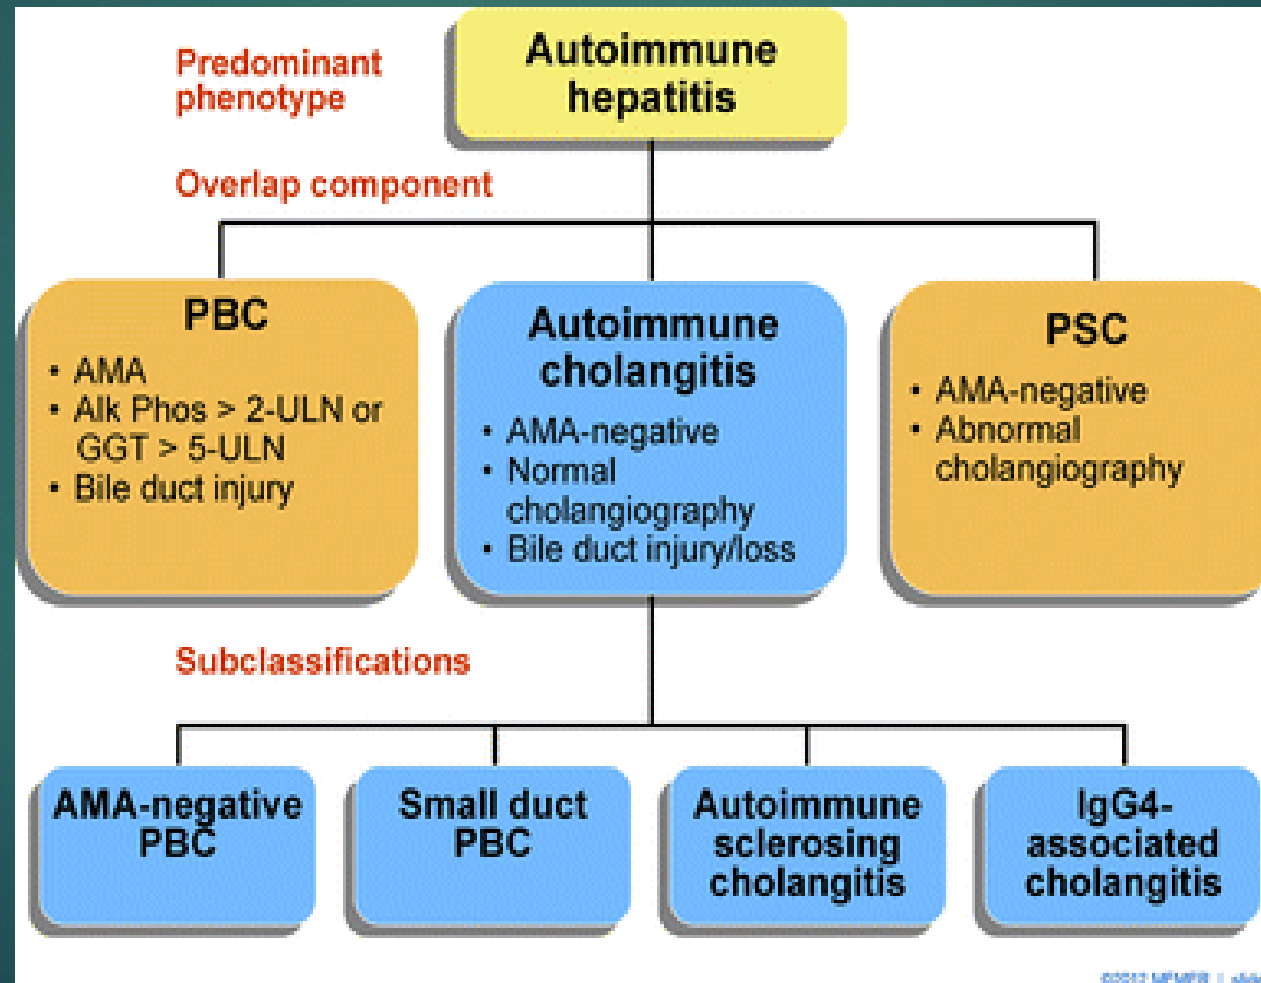 Predominant
phenotype
Autoimmune
hepatitis
Overlap component
PBC
• AMA
• Alk Phos > 2-ULN or
GGT > 5-ULN
• Bile duct injury
Autoimmune
cholangitis
• AMA-negative
• Normal
cholangiography
• Bile duct injury/loss
PSC
• AMA-negative
• Abnormal
cholangiography
Subclassifications
AMA-negative
PBC
Small duct
PBC
Autoimmune
sclerosing
cholangitis
IgG4-
associated
cholangitis
©2012 MFMER |